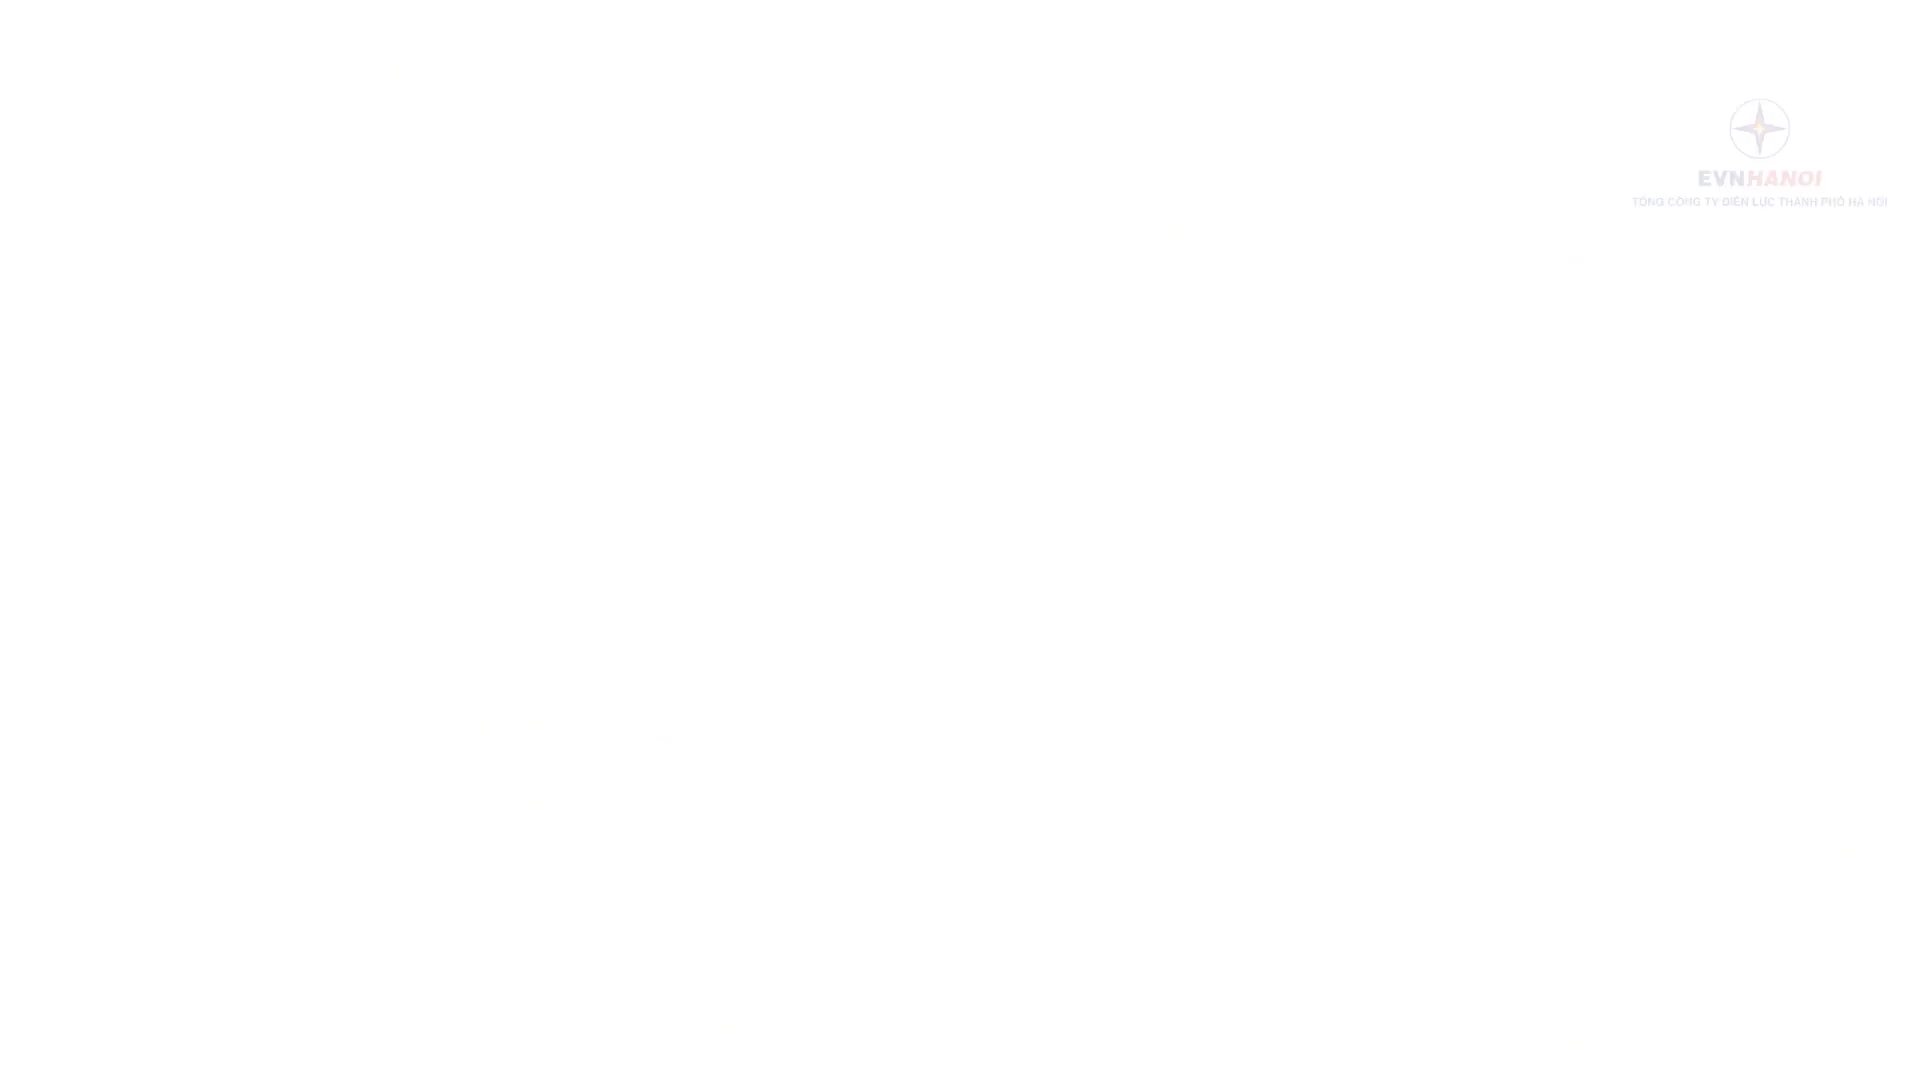 EVNHANOI
TỔNG CÔNG TY ĐIỆN LỰC THÀNH PHỐ HÀ NỘI